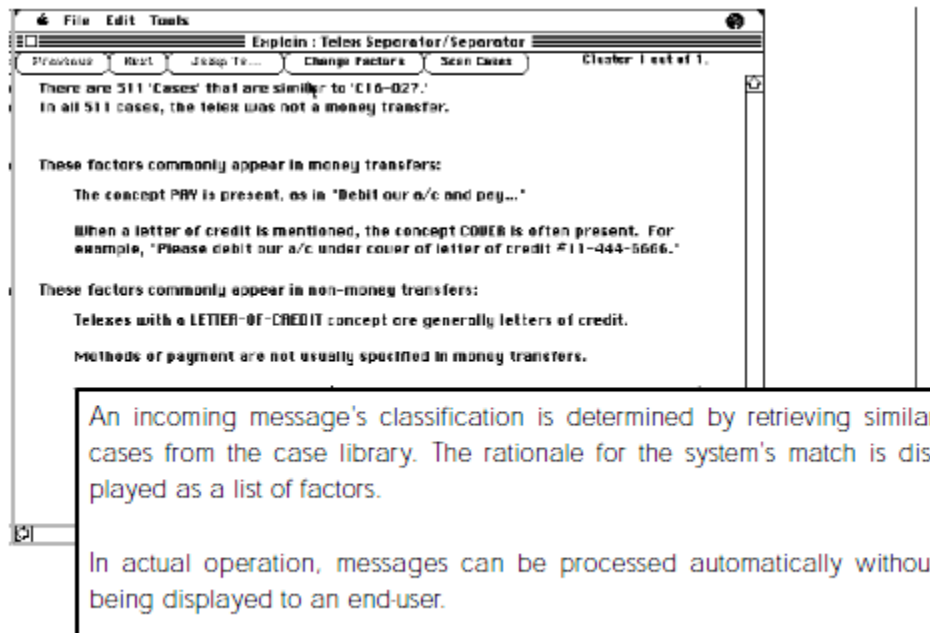 File Edit Tools
Explain : Telex Separator/Separator
Previous Next Jump To... Change Factors Scan Cases Cluster 1 out of 1.
There are 511 'Cases' that are similar to 'C16-027.'
In all 511 cases, the telex was not a money transfer.
These factors commonly appear in money transfers:
The concept PAY is present, as in "Debit our a/c and pay..."
When a letter of credit is mentioned, the concept COVER is often present. For
example, "Please debit our a/c under cover of letter of credit #11-444-6666."
These factors commonly appear in non-money transfers:
Telexes with a LETTER-OF-CREDIT concept are generally letters of credit.
Methods of payment are not usually specified in money transfers.
An incoming message's classification is determined by retrieving similar
cases from the case library. The rationale for the system's match is dis
played as a list of factors.
In actual operation, messages can be processed automatically withou
being displayed to an end-user.